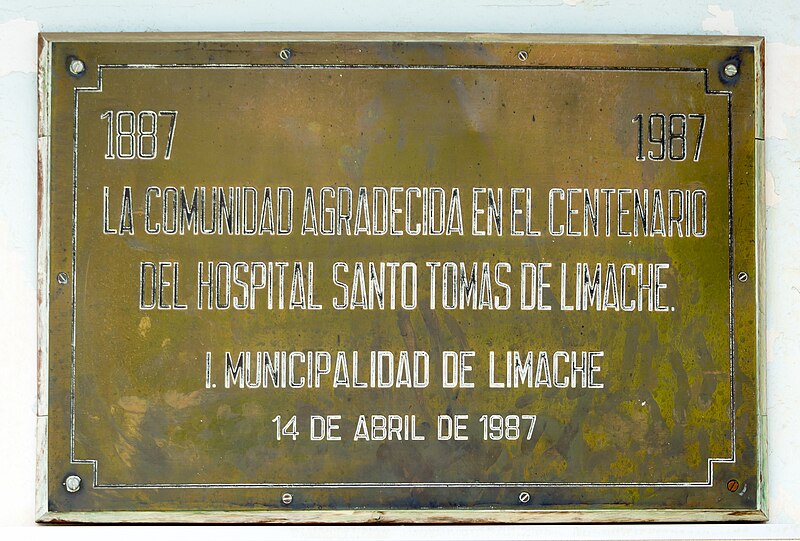 1887 1987
LA COMUNIDAD AGRADECIDA EN EL CENTENARIO
DEL HOSPITAL SANTO TOMAS DE LIMACHE.
I. MUNICIPALIDAD DE LIMACHE
14 DE ABRIL DE 1987